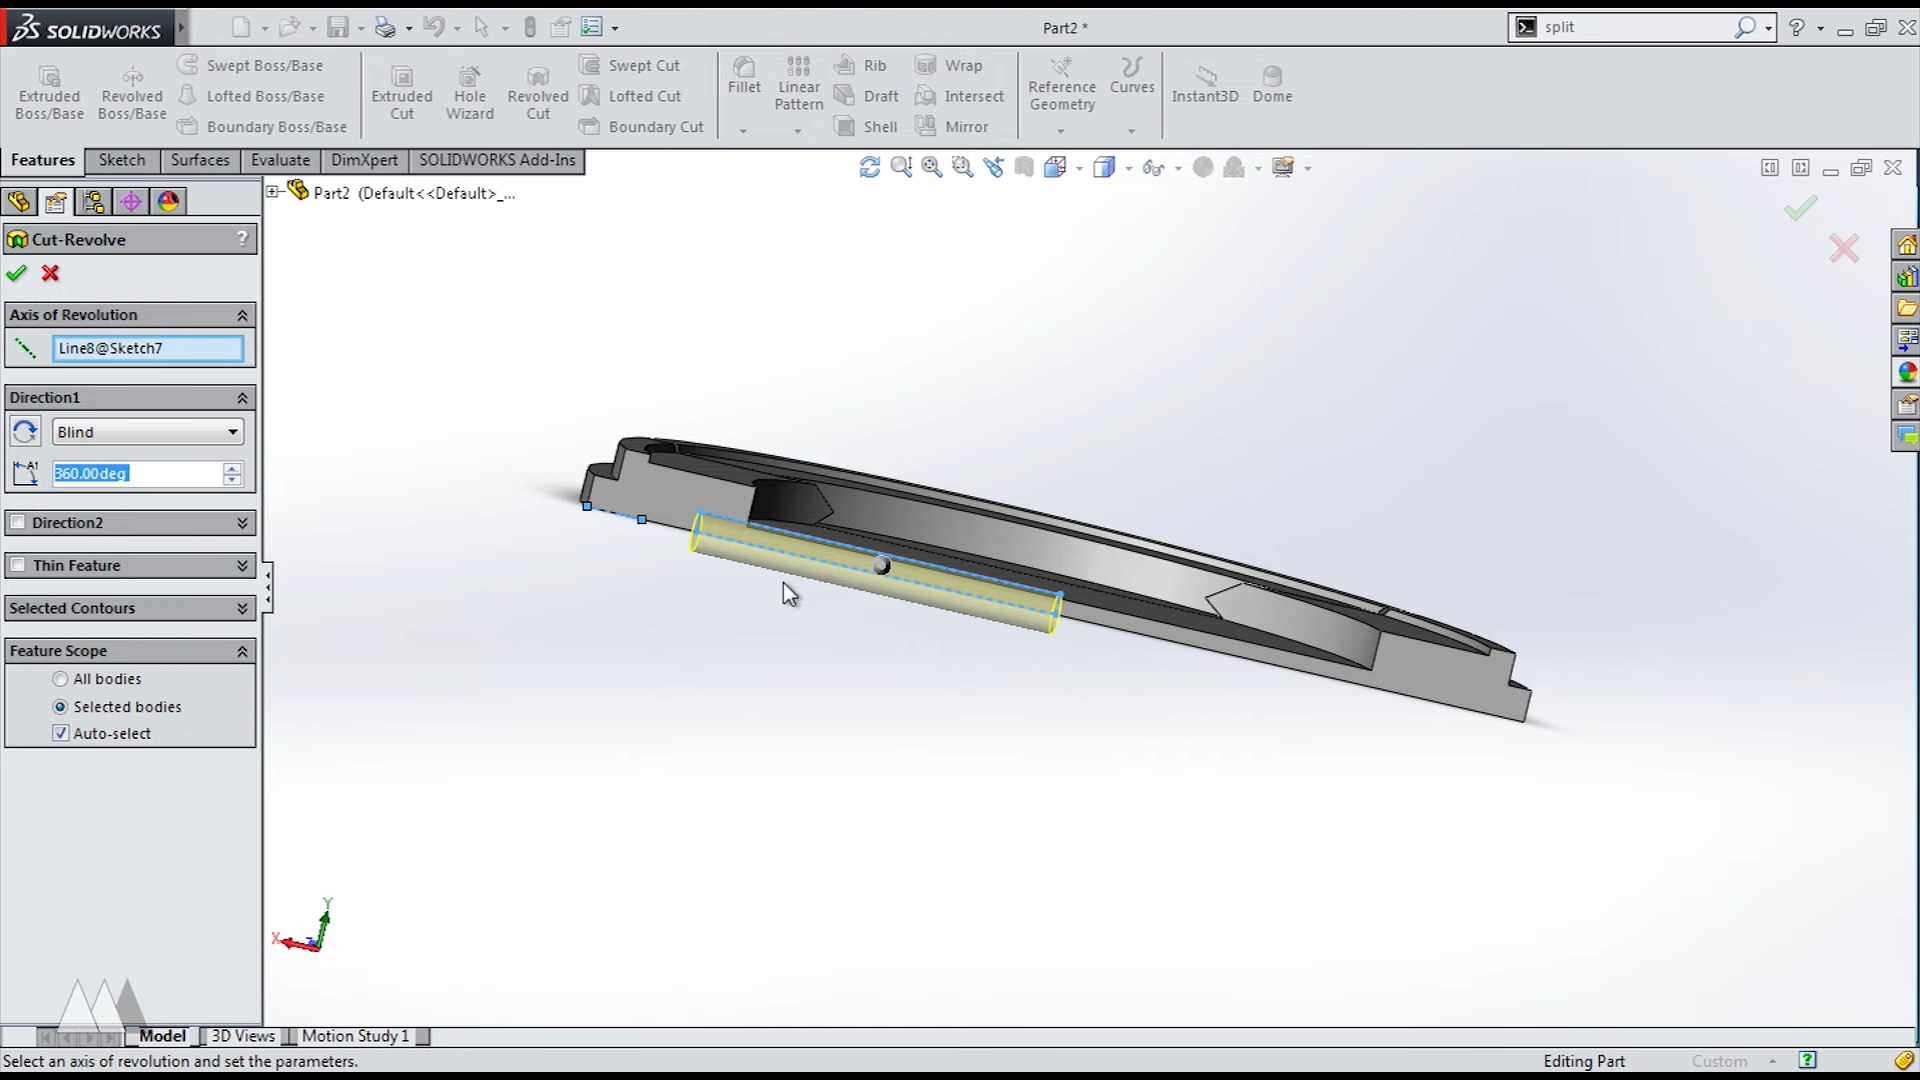 SOLIDWORKS
Part2 *
split
Extruded Boss/Base
Revolved Boss/Base
Swept Boss/Base
Lofted Boss/Base
Boundary Boss/Base
Extruded Cut
Hole Wizard
Revolved Cut
Swept Cut
Lofted Cut
Boundary Cut
Fillet
Linear Pattern
Rib
Draft
Shell
Wrap
Intersect
Mirror
Reference Geometry
Curves
Instant3D
Dome
Features
Sketch
Surfaces
Evaluate
DimXpert
SOLIDWORKS Add-Ins
Part2 (Default<<Default>_...
Cut-Revolve
?
Axis of Revolution
Line8@Sketch7
Direction1
Blind
A1
360.00deg
Direction2
Thin Feature
Selected Contours
Feature Scope
All bodies
Selected bodies
Auto-select
Y
X
Model
3D Views
Motion Study 1
Select an axis of revolution and set the parameters.
Editing Part
Custom
?